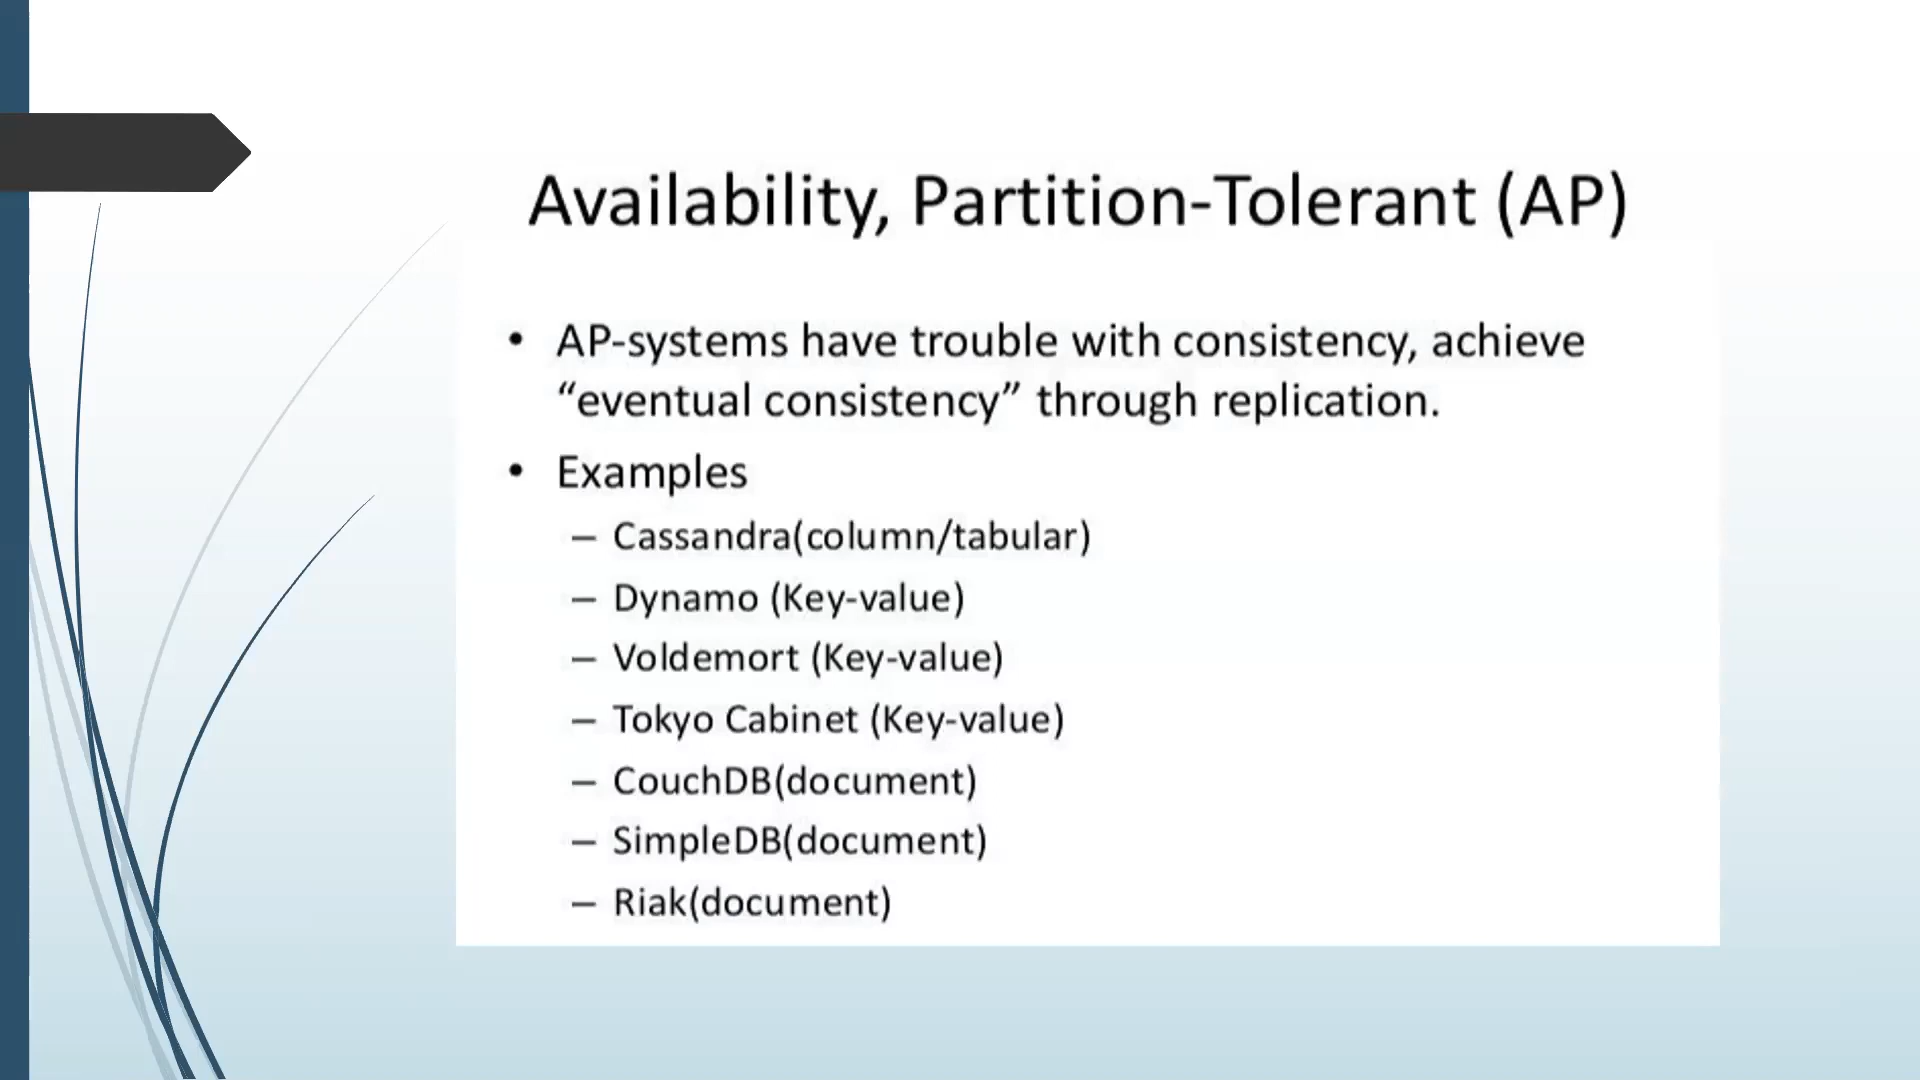 Availability, Partition-Tolerant (AP)
• AP-systems have trouble with consistency, achieve
“eventual consistency” through replication.
• Examples
– Cassandra(column/tabular)
– Dynamo (Key-value)
– Voldemort (Key-value)
– Tokyo Cabinet (Key-value)
– CouchDB(document)
– SimpleDB(document)
– Riak(document)